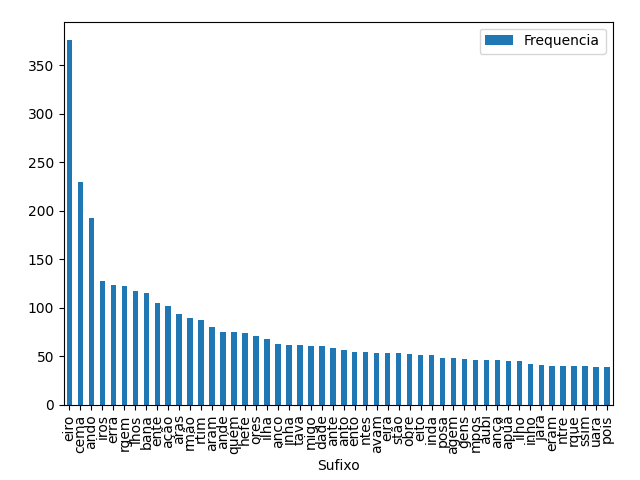 Frequencia
350
300
250
200
150
100
50
0
eiro
cema
ando
iros
erra
rgem
lhos
bana
ente
ação
aras
rmão
rtim
aram
ande
quem
hefe
ores
ilha
anco
inha
tava
migo
dade
ante
anto
ento
ntes
avam
eira
stão
obre
eito
inda
posa
agem
gens
mpos
aubi
ança
apuã
ilho
inho
jara
eram
ntre
rque
ssim
uara
pois
Sufixo